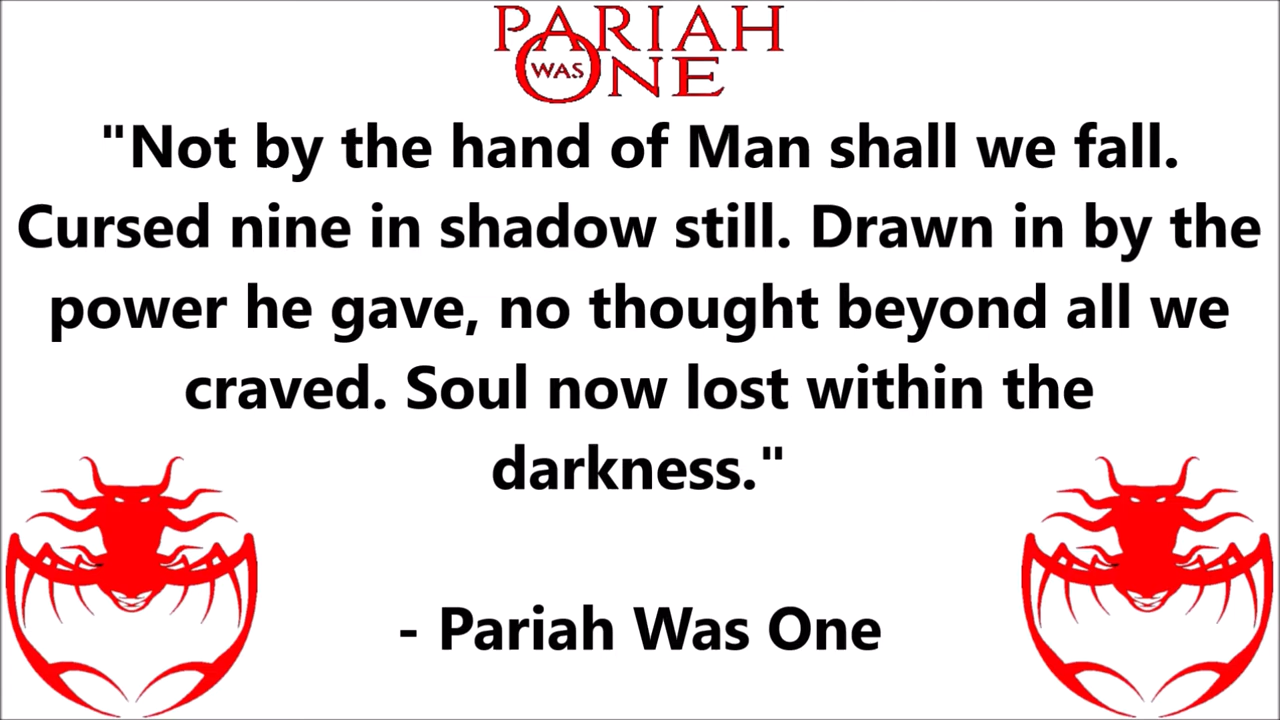 PARIAH
WAS ONE
"Not by the hand of Man shall we fall.
Cursed nine in shadow still. Drawn in by the
power he gave, no thought beyond all we
craved. Soul now lost within the
darkness."
- Pariah Was One